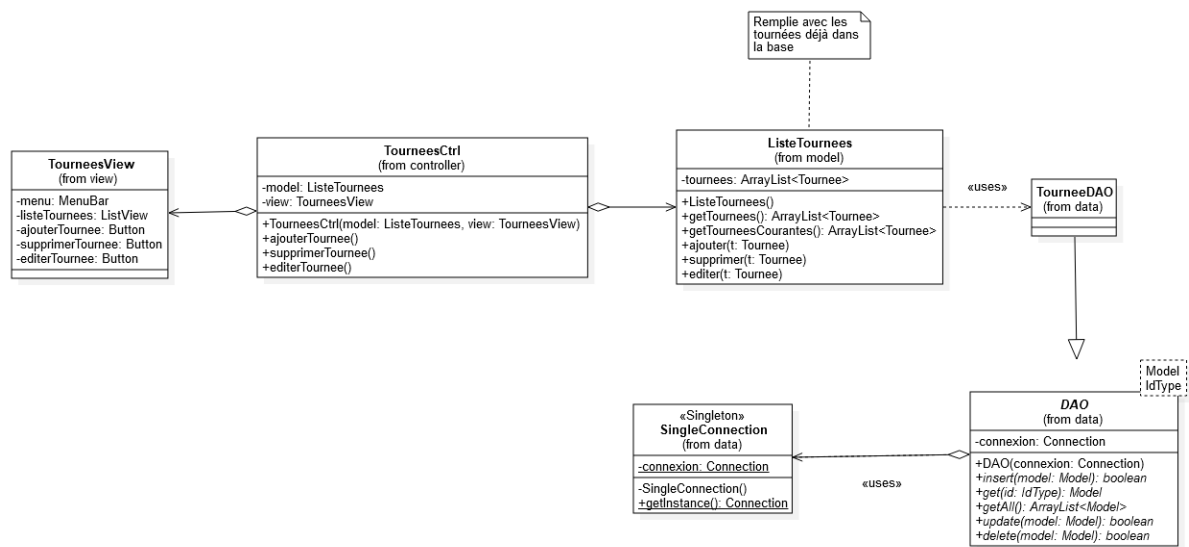 Remplie avec les
tournées déjà dans
la base
TourneesView
(from view)
-menu: MenuBar
-listeTournees: ListView
-ajouterTournee: Button
-supprimerTournee: Button
-editerTournee: Button
TourneesCtrl
(from controller)
-model: ListeTournees
-view: TourneesView
+TourneesCtrl(model: ListeTournees, view: TourneesView)
+ajouterTournee()
+supprimerTournee()
+editerTournee()
ListeTournees
(from model)
-tournees: ArrayList<Tournee>
+ListeTournees()
+getTournees(): ArrayList<Tournee>
+getTourneesCourantes(): ArrayList<Tournee>
+ajouter(t: Tournee)
+supprimer(t: Tournee)
+editer(t: Tournee)
«uses»
TourneeDAO
(from data)
«Singleton»
SingleConnection
(from data)
-connexion: Connection
-SingleConnection()
+getInstance(): Connection
«uses»
Model
IdType
DAO
(from data)
-connexion: Connection
+DAO(connexion: Connection)
+insert(model: Model): boolean
+get(id: IdType): Model
+getAll(): ArrayList<Model>
+update(model: Model): boolean
+delete(model: Model): boolean